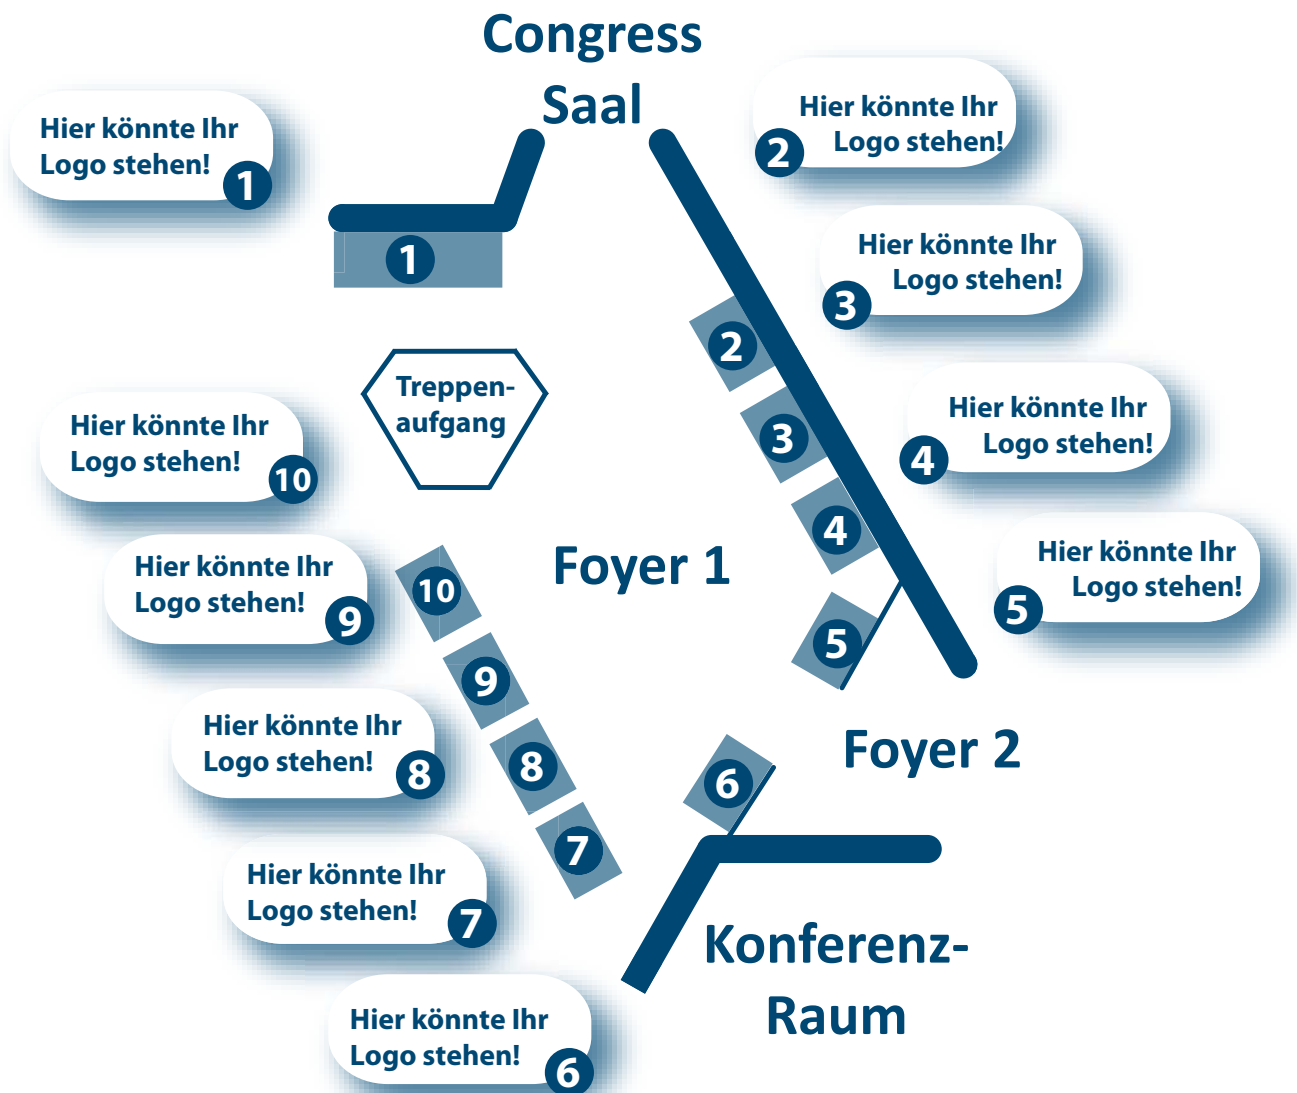 Congress
Saal
Hier könnte Ihr
Logo stehen!
1
Hier könnte Ihr
Logo stehen!
2
Hier könnte Ihr
Logo stehen!
3
1
2
Treppen-
aufgang
3
Hier könnte Ihr
Logo stehen!
4
Hier könnte Ihr
Logo stehen!
10
4
Hier könnte Ihr
Logo stehen!
5
Foyer 1
10
Hier könnte Ihr
Logo stehen!
9
5
9
Hier könnte Ihr
Logo stehen!
8
Foyer 2
8
6
7
Hier könnte Ihr
Logo stehen!
7
Konferenz-
Raum
Hier könnte Ihr
Logo stehen!
6